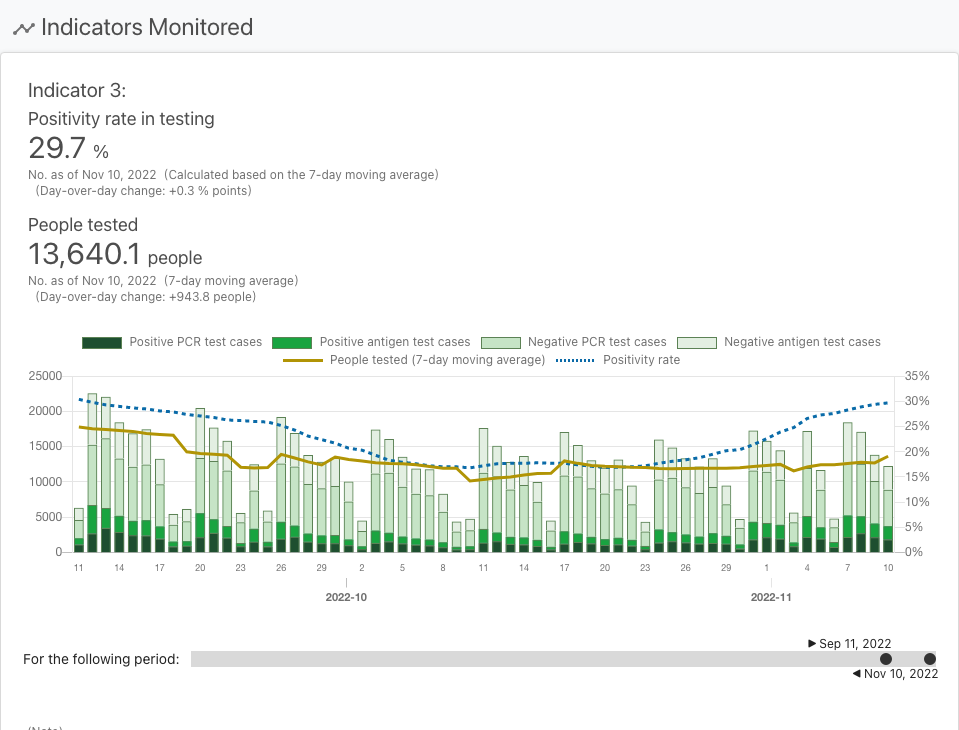 Indicators Monitored
Indicator 3:
Positivity rate in testing
29.7 %
No. as of Nov 10, 2022 (Calculated based on the 7-day moving average)
(Day-over-day change: +0.3 % points)
People tested
13,640.1 people
No. as of Nov 10, 2022 (7-day moving average)
(Day-over-day change: +943.8 people)
Positive PCR test cases Positive antigen test cases Negative PCR test cases Negative antigen test cases
People tested (7-day moving average) Positivity rate
25000 35%
20000 30%
15000 25%
10000 20%
5000 15%
0 10%
5%
0%
11 14 17 20 23 26 29 2 5 8 11 14 17 20 23 26 29 1 4 7 10
2022-10 2022-11
▶ Sep 11, 2022
For the following period:
◀ Nov 10, 2022
(Note)